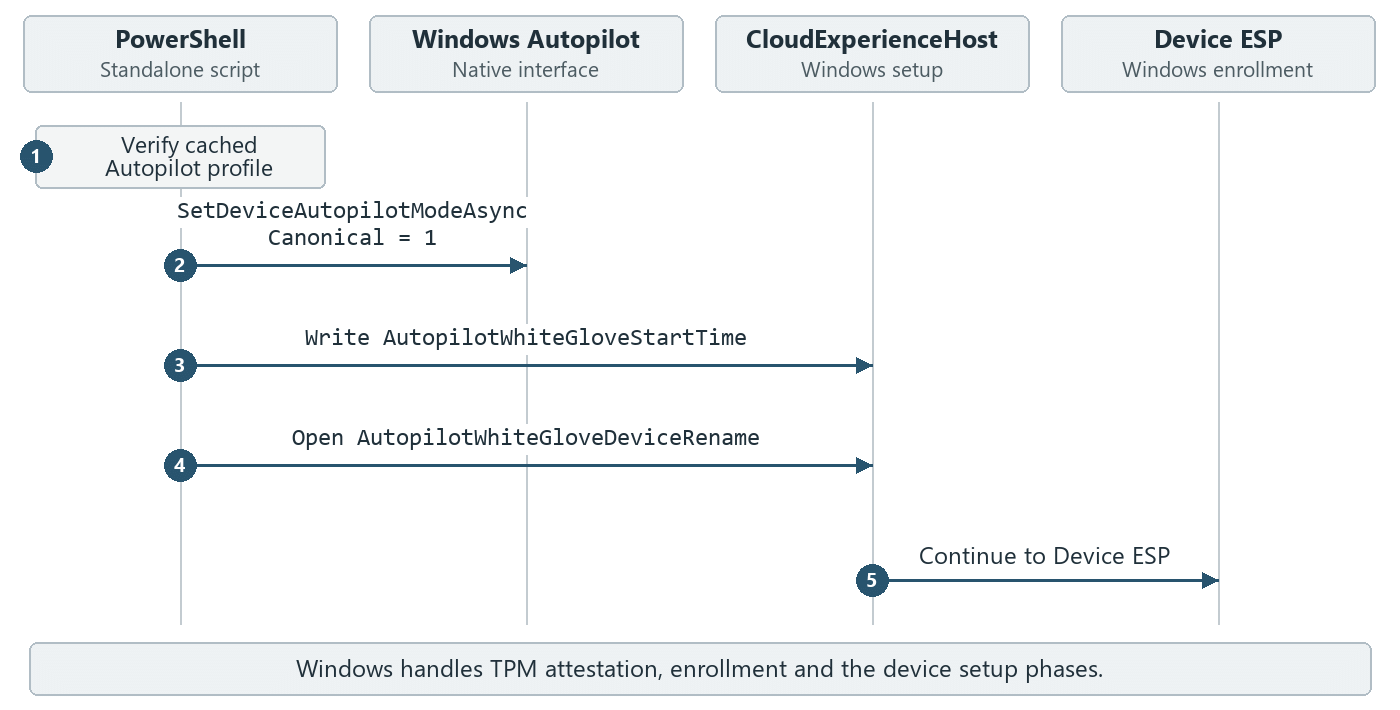 PowerShell
Standalone script
Windows Autopilot
Native interface
CloudExperienceHost
Windows setup
Device ESP
Windows enrollment
1
Verify cached
Autopilot profile
SetDeviceAutopilotModeAsync
Canonical = 1
2
Write AutopilotWhiteGloveStartTime
3
Open AutopilotWhiteGloveDeviceRename
4
Continue to Device ESP
5
Windows handles TPM attestation, enrollment and the device setup phases.